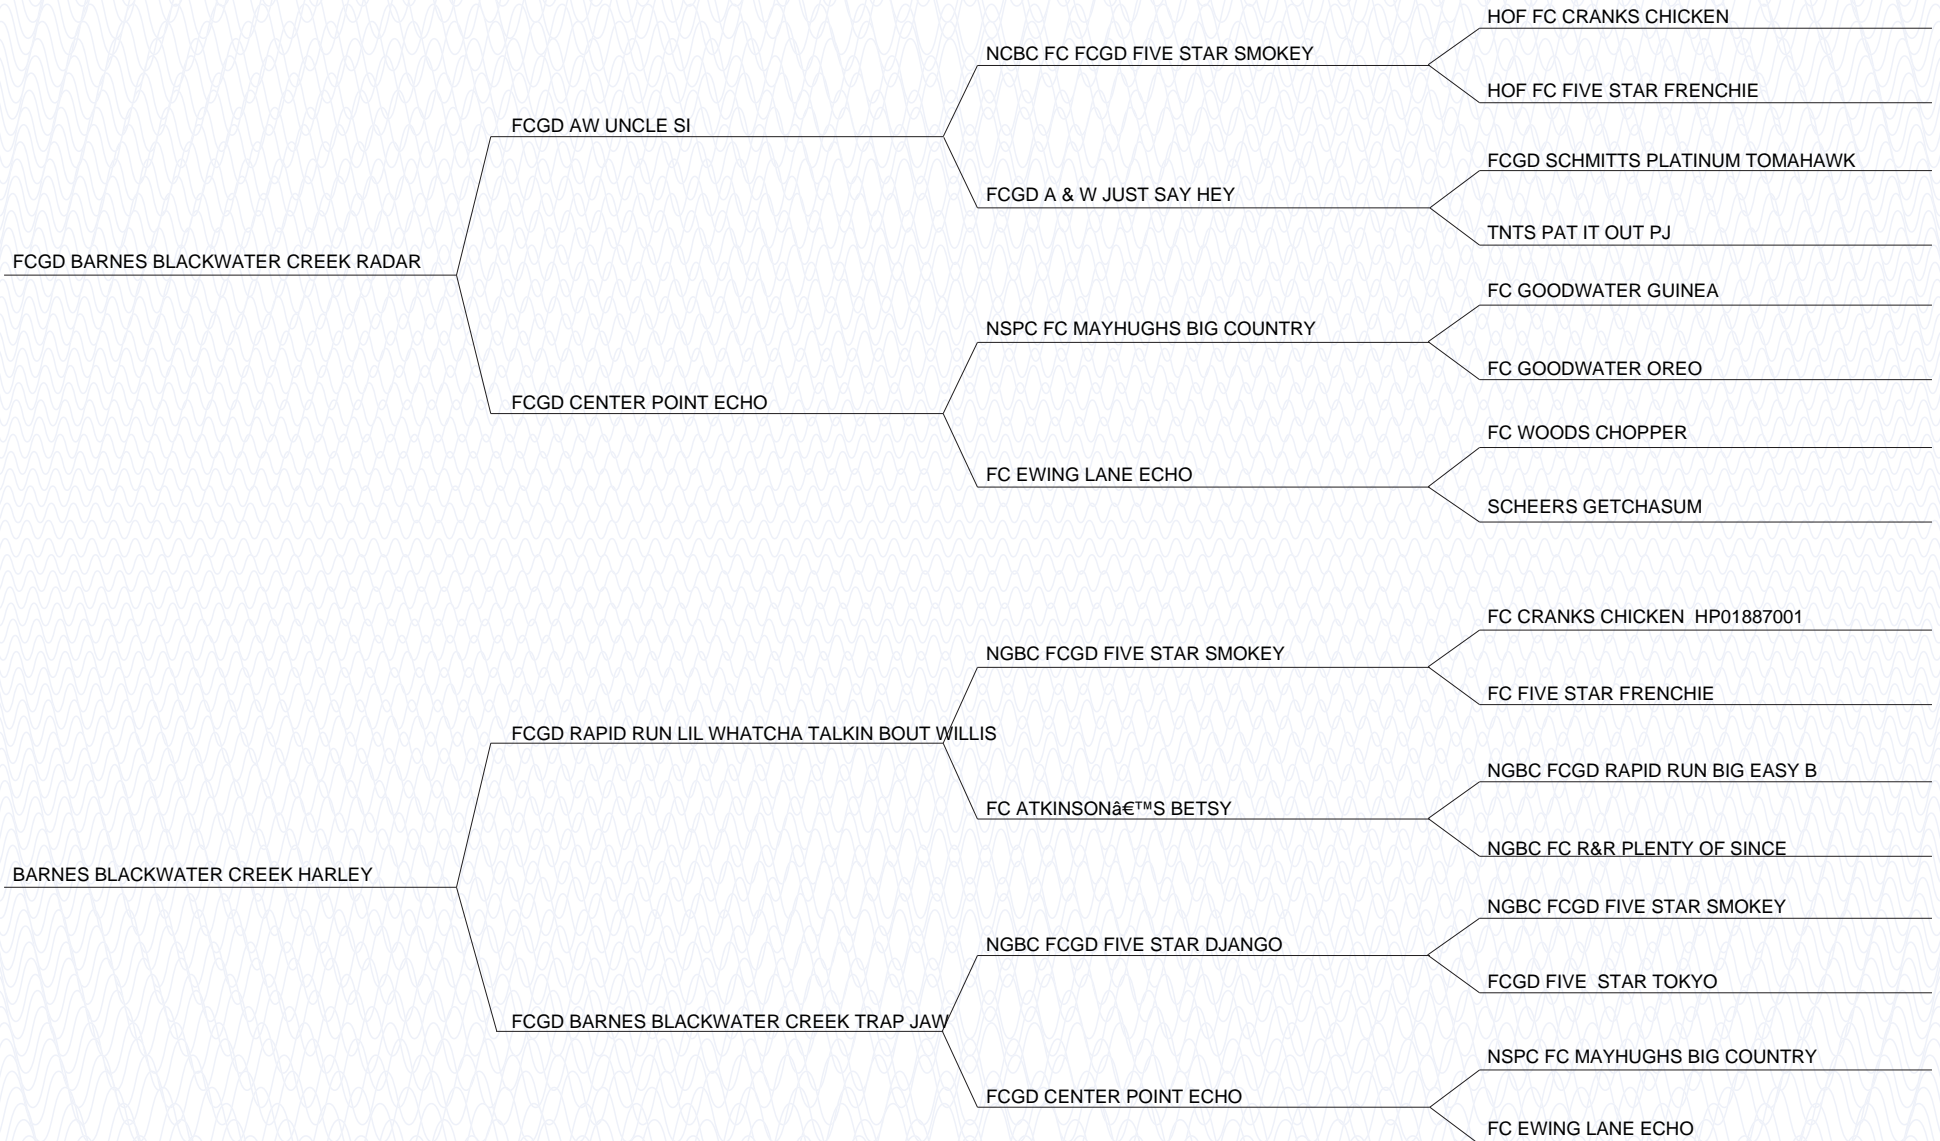 HOF FC CRANKS CHICKEN
NCBC FC FCGD FIVE STAR SMOKEY
HOF FC FIVE STAR FRENCHIE
FCGD AW UNCLE SI
FCGD SCHMITTS PLATINUM TOMAHAWK
FCGD A & W JUST SAY HEY
TNTS PAT IT OUT PJ
FCGD BARNES BLACKWATER CREEK RADAR
FC GOODWATER GUINEA
NSPC FC MAYHUGHS BIG COUNTRY
FC GOODWATER OREO
FCGD CENTER POINT ECHO
FC WOODS CHOPPER
FC EWING LANE ECHO
SCHEERS GETCHASUM
FC CRANKS CHICKEN  HP01887001
NGBC FCGD FIVE STAR SMOKEY
FC FIVE STAR FRENCHIE
FCGD RAPID RUN LIL WHATCHA TALKIN BOUT WILLIS
NGBC FCGD RAPID RUN BIG EASY B
FC ATKINSONâ€™S BETSY
NGBC FC R&R PLENTY OF SINCE
BARNES BLACKWATER CREEK HARLEY
NGBC FCGD FIVE STAR SMOKEY
NGBC FCGD FIVE STAR DJANGO
FCGD FIVE  STAR TOKYO
FCGD BARNES BLACKWATER CREEK TRAP JAW
NSPC FC MAYHUGHS BIG COUNTRY
FCGD CENTER POINT ECHO
FC EWING LANE ECHO